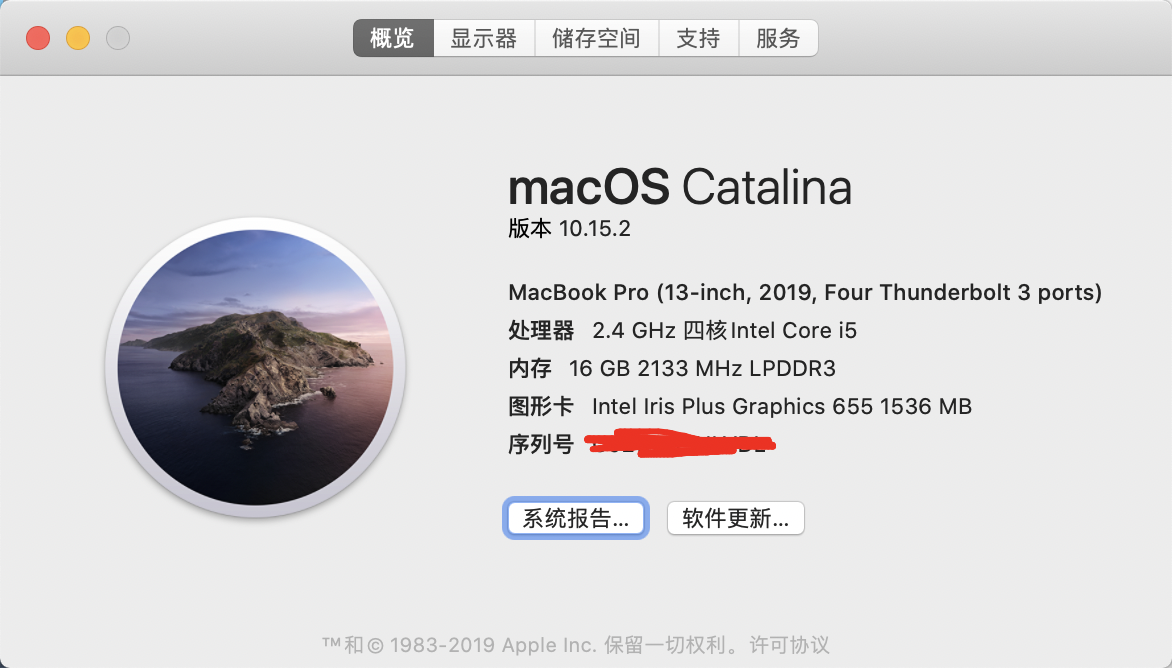 概览 显示器 储存空间 支持 服务
macOS Catalina
版本 10.15.2
MacBook Pro (13-inch, 2019, Four Thunderbolt 3 ports)
处理器 2.4 GHz 四核Intel Core i5
内存 16 GB 2133 MHz LPDDR3
图形卡 Intel Iris Plus Graphics 655 1536 MB
序列号
系统报告... 软件更新...
™和© 1983-2019 Apple Inc. 保留一切权利。许可协议